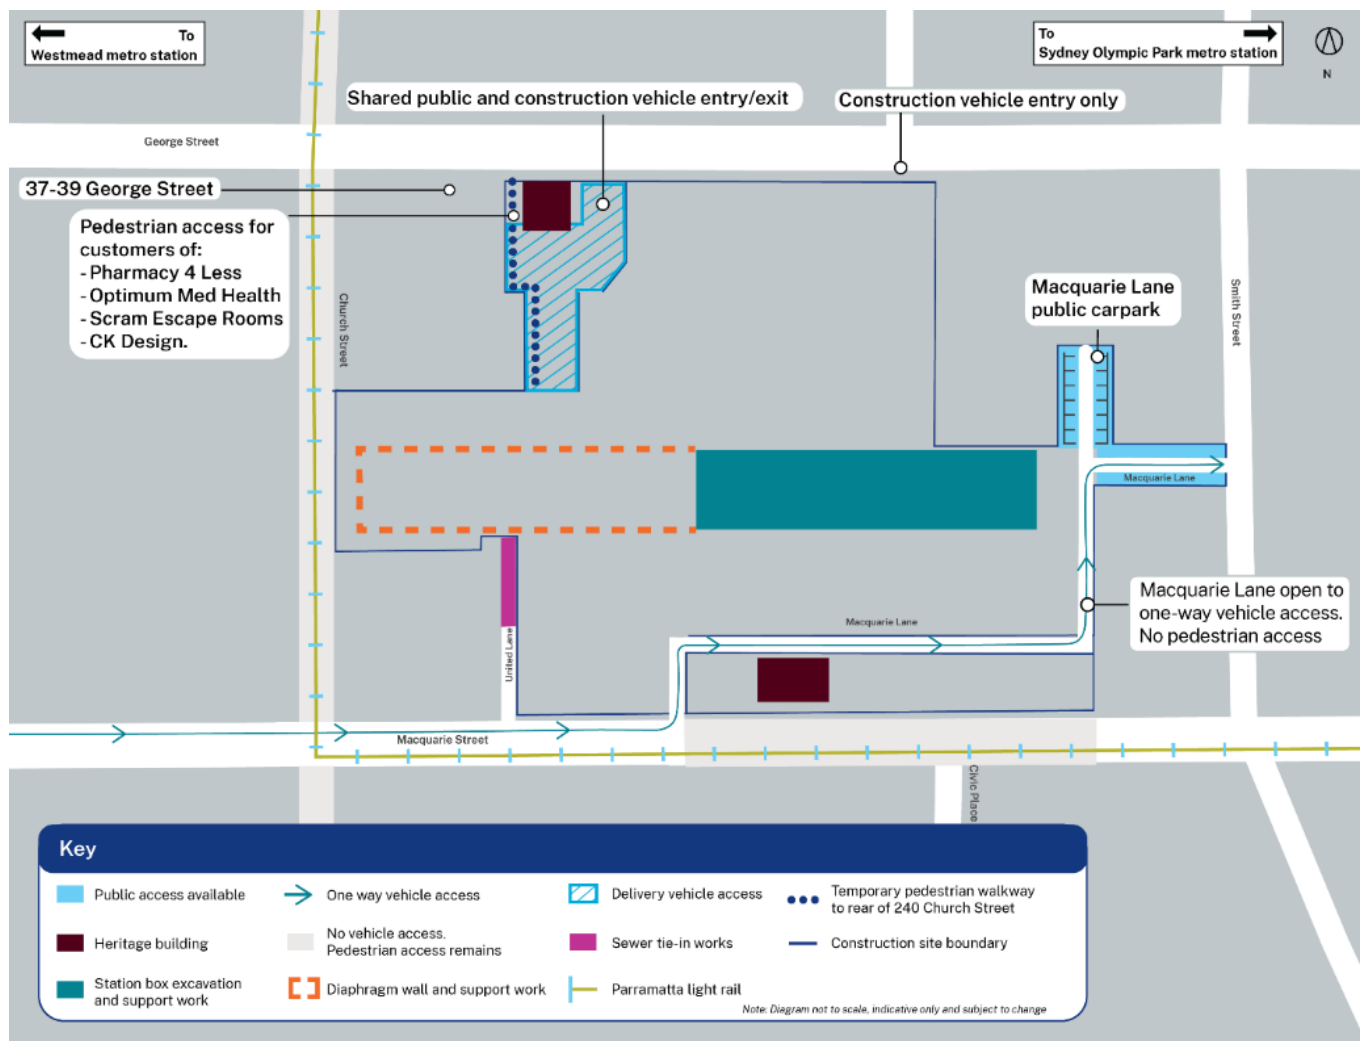 To
Westmead metro station
To
Sydney Olympic Park metro station
N
Shared public and construction vehicle entry/exit
Construction vehicle entry only
George Street
37-39 George Street
Pedestrian access for
customers of:
- Pharmacy 4 Less
- Optimum Med Health
- Scram Escape Rooms
- CK Design.
Church Street
Macquarie Lane
public carpark
Smith Street
Macquarie Lane
Macquarie Lane open to
one-way vehicle access.
No pedestrian access
Macquarie Lane
United Lane
Macquarie Street
Civic Place
Key
Public access available
One way vehicle access
Delivery vehicle access
Temporary pedestrian walkway
to rear of 240 Church Street
Heritage building
No vehicle access.
Pedestrian access remains
Sewer tie-in works
Construction site boundary
Station box excavation
and support work
Diaphragm wall and support work
Parramatta light rail
Note: Diagram not to scale, indicative only and subject to change